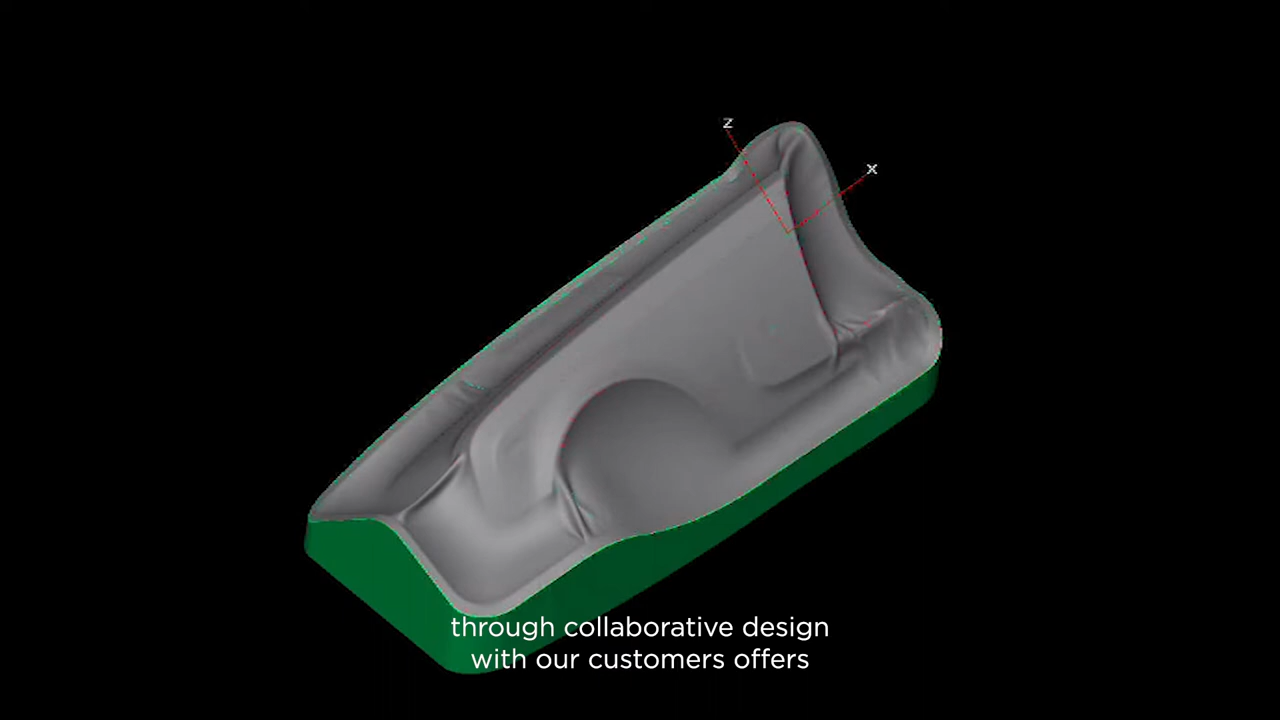 z
x
through collaborative design
with our customers offers